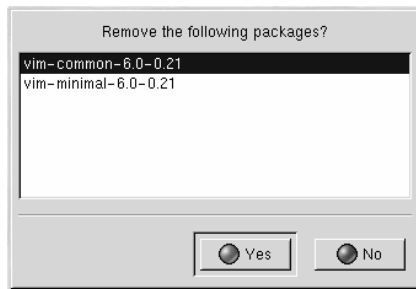 Remove the following packages?
vim-common-6.0-0.21
vim-minimal-6.0-0.21
Yes
No